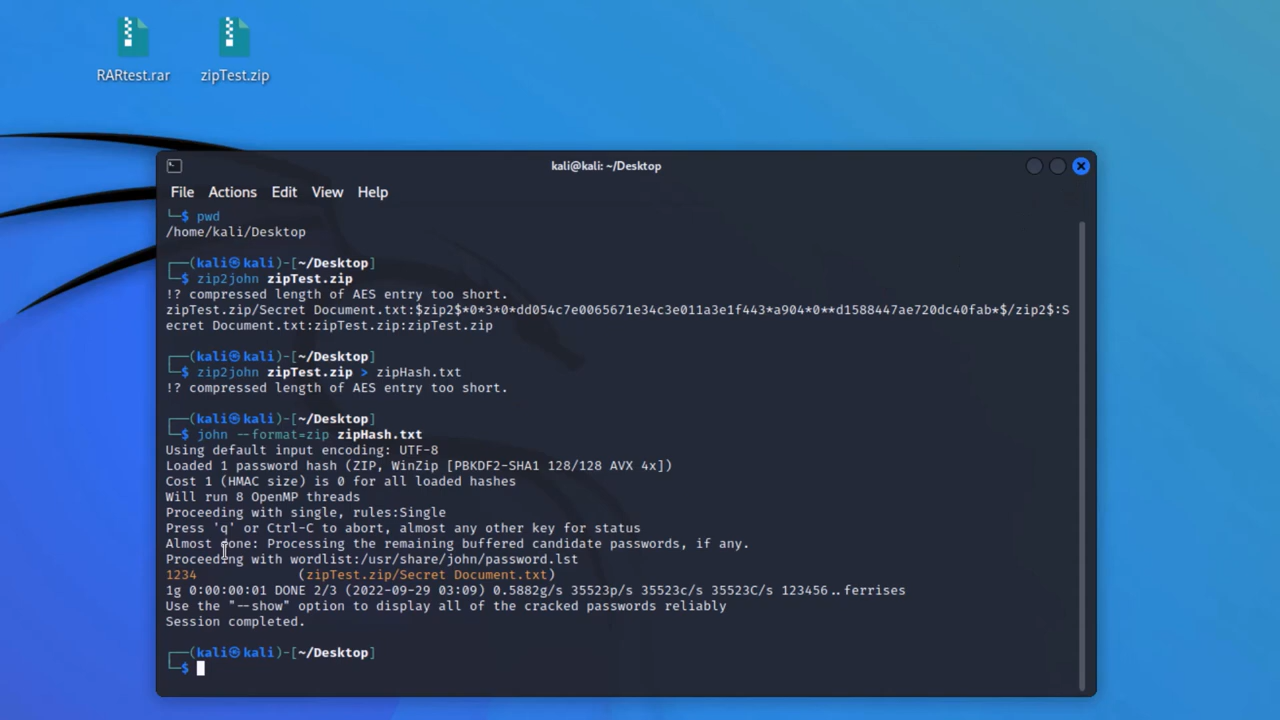 RARtest.rar
zipTest.zip
kali@kali: ~/Desktop
File Actions Edit View Help
└─$ pwd
/home/kali/Desktop
┌──(kali㉿kali)-[~/Desktop]
└─$ zip2john zipTest.zip
!? compressed length of AES entry too short.
zipTest.zip/Secret Document.txt:$zip2$*0*3*0*dd054c7e0065671e34c3e011a3e1f443*a904*0**d1588447ae720dc40fab*$/zip2$:S
ecret Document.txt:zipTest.zip:zipTest.zip
┌──(kali㉿kali)-[~/Desktop]
└─$ zip2john zipTest.zip > zipHash.txt
!? compressed length of AES entry too short.
┌──(kali㉿kali)-[~/Desktop]
└─$ john --format=zip zipHash.txt
Using default input encoding: UTF-8
Loaded 1 password hash (ZIP, WinZip [PBKDF2-SHA1 128/128 AVX 4x])
Cost 1 (HMAC size) is 0 for all loaded hashes
Will run 8 OpenMP threads
Proceeding with single, rules:Single
Press 'q' or Ctrl-C to abort, almost any other key for status
Almost done: Processing the remaining buffered candidate passwords, if any.
Proceeding with wordlist:/usr/share/john/password.lst
1234 (zipTest.zip/Secret Document.txt)
1g 0:00:00:01 DONE 2/3 (2022-09-29 03:09) 0.5882g/s 35523p/s 35523c/s 35523C/s 123456..ferrises
Use the "--show" option to display all of the cracked passwords reliably
Session completed.
┌──(kali㉿kali)-[~/Desktop]
└─$